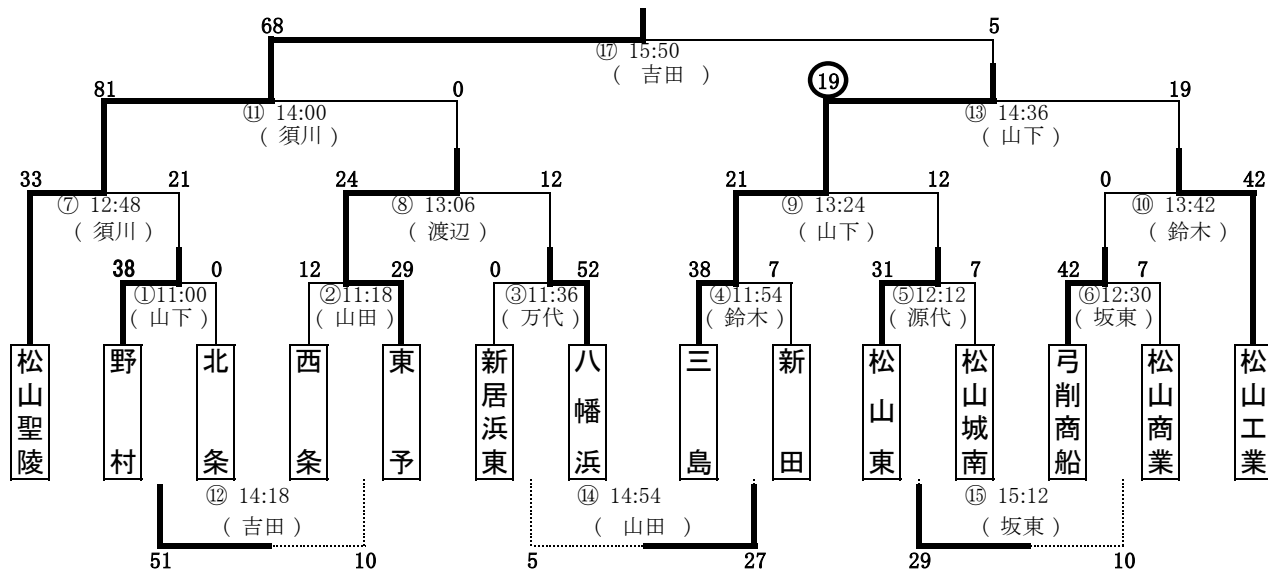 68 5
⑰ 15:50
( 吉田 )
81 0 19 19
⑪ 14:00 ⑬ 14:36
( 須川 ) ( 山下 )
33 21 24 12 21 12 0 42
⑦ 12:48 ⑧ 13:06 ⑨ 13:24 ⑩ 13:42
( 須川 ) ( 渡辺 ) ( 山下 ) ( 鈴木 )
38 0 12 29 0 52 38 7 31 7 42 7
①11:00 ②11:18 ③11:36 ④11:54 ⑤12:12 ⑥12:30
( 山下 ) ( 山田 ) ( 万代 ) ( 鈴木 ) ( 源代 ) ( 坂東 )
松山聖陵
野村
北条
西条
東予
新居浜東
八幡浜
三島
新田
松山東
松山城南
弓削商船
松山商業
松山工業
⑫ 14:18 ⑭ 14:54 ⑮ 15:12
( 吉田 ) ( 山田 ) ( 坂東 )
51 10 5 27 29 10